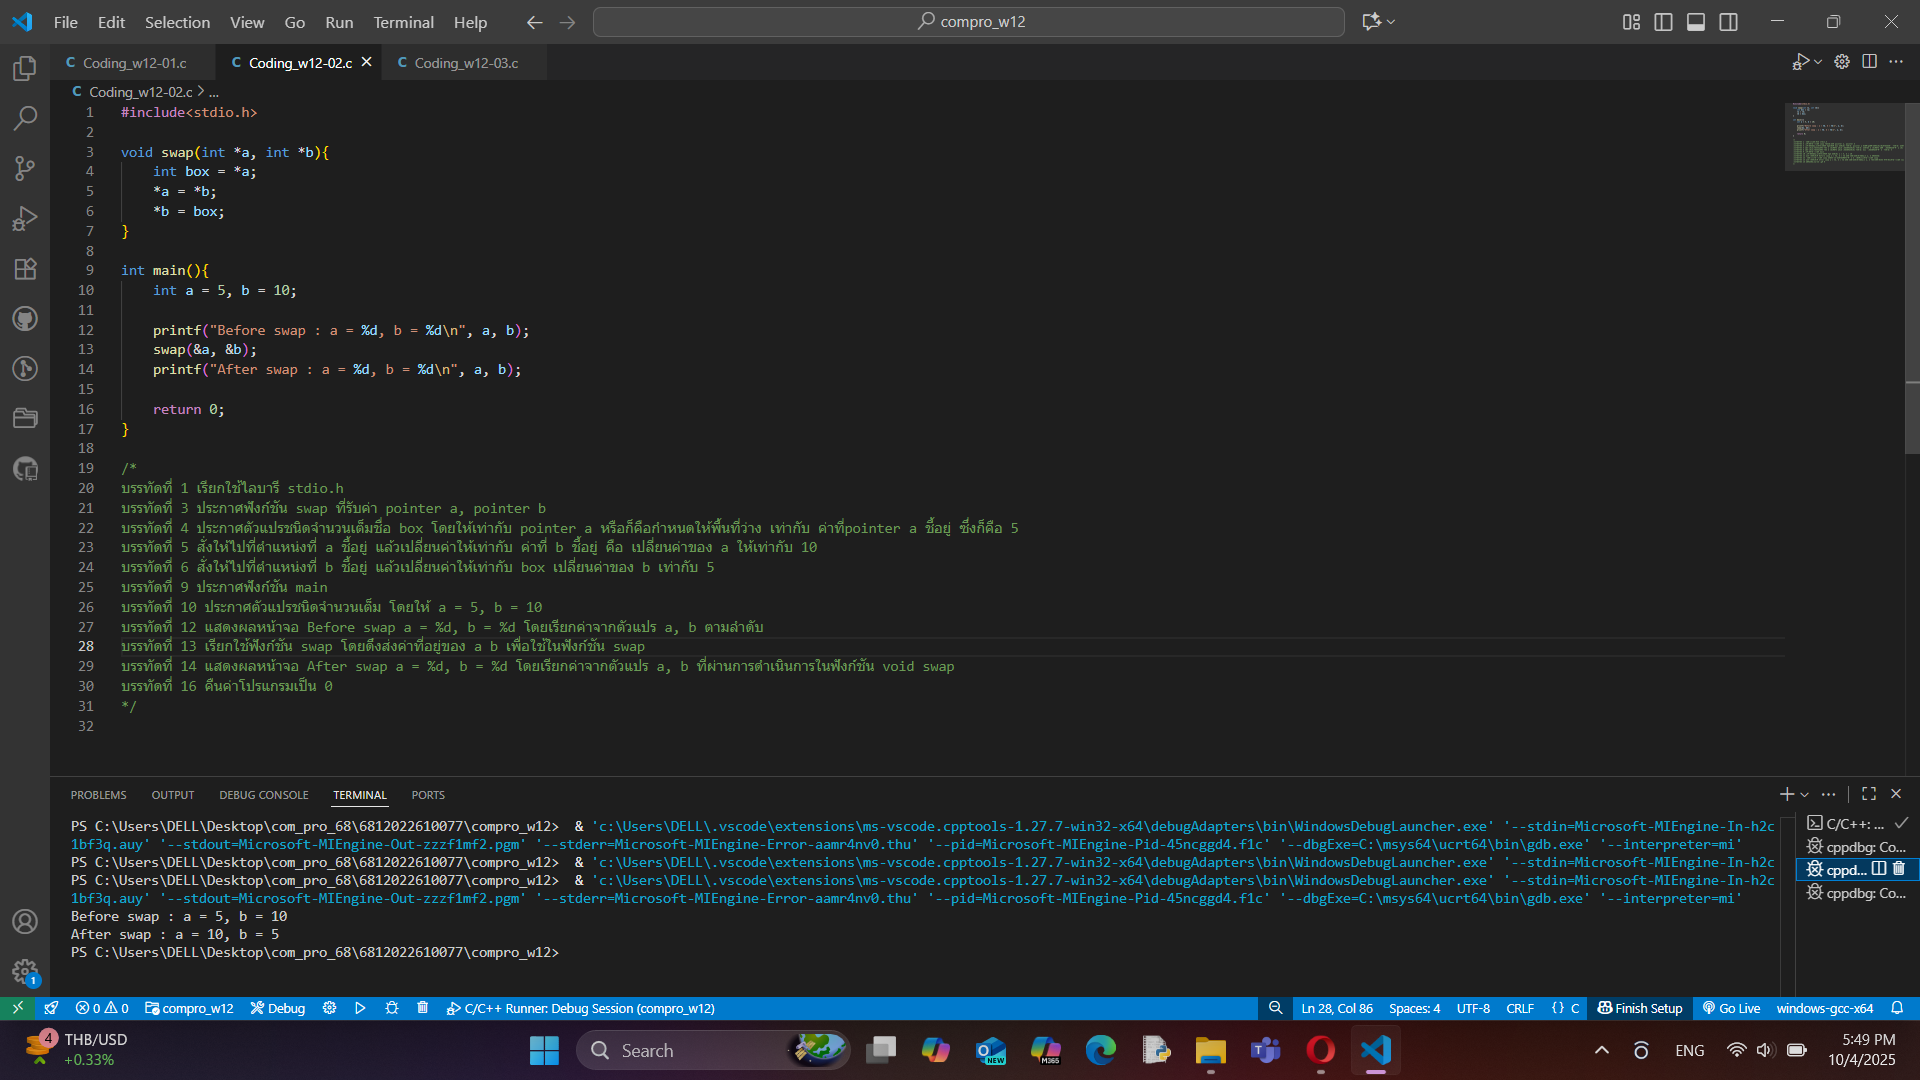 File Edit Selection View Go Run Terminal Help compro_w12
Coding_w12-01.c Coding_w12-02.c Coding_w12-03.c
Coding_w12-02.c > ...
1 #include<stdio.h>
2
3 void swap(int *a, int *b){
4 int box = *a;
5 *a = *b;
6 *b = box;
7 }
8
9 int main(){
10 int a = 5, b = 10;
11
12 printf("Before swap : a = %d, b = %d\n", a, b);
13 swap(&a, &b);
14 printf("After swap : a = %d, b = %d\n", a, b);
15
16 return 0;
17 }
18
19 /*
20 บรรทัดที่ 1 เรียกใช้ไลบารี stdio.h
21 บรรทัดที่ 3 ประกาศฟังก์ชัน swap ที่รับค่า pointer a, pointer b
22 บรรทัดที่ 4 ประกาศตัวแปรชนิดจำนวนเต็มชื่อ box โดยให้เท่ากับ pointer a หรือก็คือกำหนดให้พื้นที่ว่าง เท่ากับ ค่าที่pointer a ชี้อยู่ ซึ่งก็คือ 5
23 บรรทัดที่ 5 สั่งให้ไปที่ตำแหน่งที่ a ชี้อยู่ แล้วเปลี่ยนค่าให้เท่ากับ ค่าที่ b ชี้อยู่ คือ เปลี่ยนค่าของ a ให้เท่ากับ 10
24 บรรทัดที่ 6 สั่งให้ไปที่ตำแหน่งที่ b ชี้อยู่ แล้วเปลี่ยนค่าให้เท่ากับ box เปลี่ยนค่าของ b เท่ากับ 5
25 บรรทัดที่ 9 ประกาศฟังก์ชัน main
26 บรรทัดที่ 10 ประกาศตัวแปรชนิดจำนวนเต็ม โดยให้ a = 5, b = 10
27 บรรทัดที่ 12 แสดงผลหน้าจอ Before swap a = %d, b = %d โดยเรียกค่าจากตัวแปร a, b ตามลำดับ
28 บรรทัดที่ 13 เรียกใช้ฟังก์ชัน swap โดยดึงส่งค่าที่อยู่ของ a b เพื่อใช้ในฟังก์ชัน swap
29 บรรทัดที่ 14 แสดงผลหน้าจอ After swap a = %d, b = %d โดยเรียกค่าจากตัวแปร a, b ที่ผ่านการดำเนินการในฟังก์ชัน void swap
30 บรรทัดที่ 16 คืนค่าโปรแกรมเป็น 0
31 */
32
PROBLEMS OUTPUT DEBUG CONSOLE TERMINAL PORTS
PS C:\Users\DELL\Desktop\com_pro_68\6812022610077\compro_w12> & 'c:\Users\DELL\.vscode\extensions\ms-vscode.cpptools-1.27.7-win32-x64\debugAdapters\bin\WindowsDebugLauncher.exe' '--stdin=Microsoft-MIEngine-In-h2c
1bf3q.auy' '--stdout=Microsoft-MIEngine-Out-zzzf1mf2.pgm' '--stderr=Microsoft-MIEngine-Error-aamr4nv0.thu' '--pid=Microsoft-MIEngine-Pid-45ncggd4.f1c' '--dbgExe=C:\msys64\ucrt64\bin\gdb.exe' '--interpreter=mi'
PS C:\Users\DELL\Desktop\com_pro_68\6812022610077\compro_w12> & 'c:\Users\DELL\.vscode\extensions\ms-vscode.cpptools-1.27.7-win32-x64\debugAdapters\bin\WindowsDebugLauncher.exe' '--stdin=Microsoft-MIEngine-In-h2c
PS C:\Users\DELL\Desktop\com_pro_68\6812022610077\compro_w12> & 'c:\Users\DELL\.vscode\extensions\ms-vscode.cpptools-1.27.7-win32-x64\debugAdapters\bin\WindowsDebugLauncher.exe' '--stdin=Microsoft-MIEngine-In-h2c
1bf3q.auy' '--stdout=Microsoft-MIEngine-Out-zzzf1mf2.pgm' '--stderr=Microsoft-MIEngine-Error-aamr4nv0.thu' '--pid=Microsoft-MIEngine-Pid-45ncggd4.f1c' '--dbgExe=C:\msys64\ucrt64\bin\gdb.exe' '--interpreter=mi'
Before swap : a = 5, b = 10
After swap : a = 10, b = 5
PS C:\Users\DELL\Desktop\com_pro_68\6812022610077\compro_w12>
C/C++: ...
cppdbg: Co...
cppd...
cppdbg: Co...
1
0 0 compro_w12 Debug C/C++ Runner: Debug Session (compro_w12) Ln 28, Col 86 Spaces: 4 UTF-8 CRLF {} C Finish Setup Go Live windows-gcc-x64
4 THB/USD
+0.33%
Search
NEW
M365
ENG
5:49 PM
10/4/2025